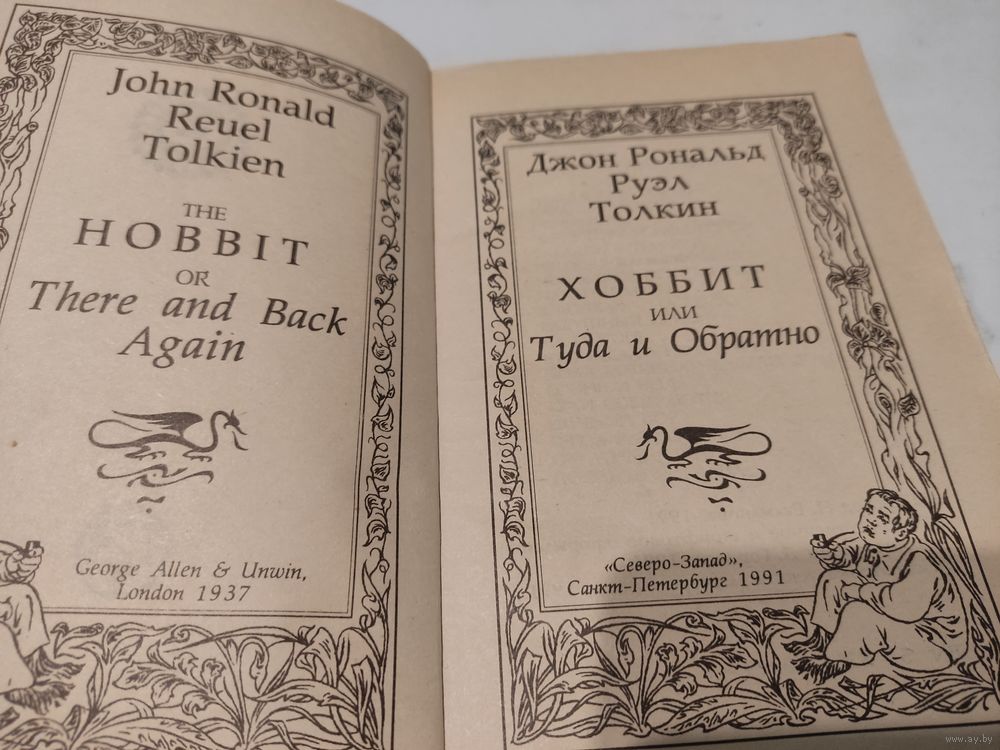 John Ronald
Reuel
Tolkien
THE
HOBBIT
OR
There and Back
Again
George Allen & Unwin,
London 1937
Джон Рональд
Руэл
Толкин
ХОББИТ
ИЛИ
Туда и Обратно
«Северо-Запад»,
Санкт-Петербург 1991
www.ay.by